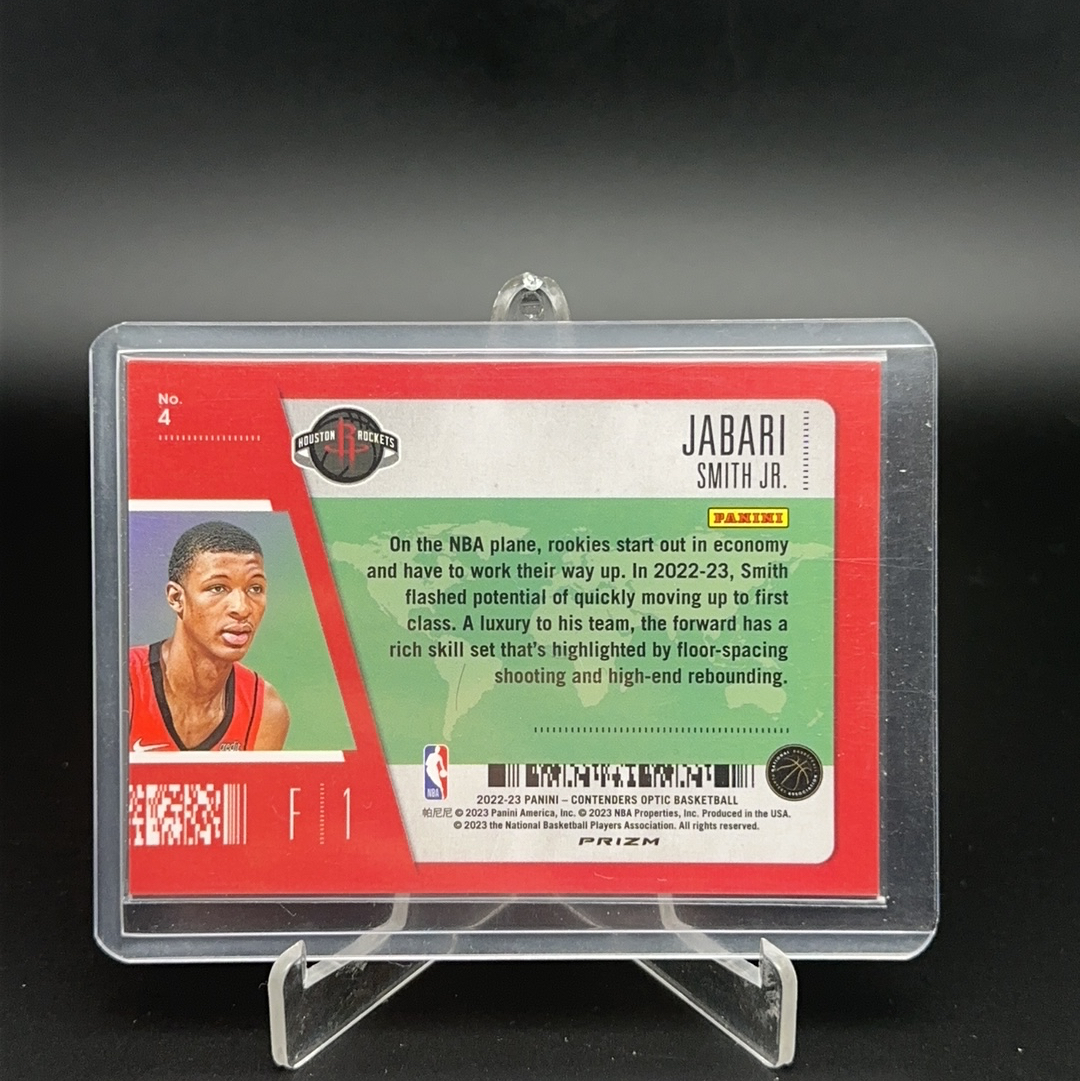 No.
4
HOUSTON ROCKETS
JABARI
SMITH JR.
PANINI
On the NBA plane, rookies start out in economy
and have to work their way up. In 2022-23, Smith
flashed potential of quickly moving up to first
class. A luxury to his team, the forward has a
rich skill set that's highlighted by floor-spacing
shooting and high-end rebounding.
NBA
F 1
2022-23 PANINI – CONTENDERS OPTIC BASKETBALL
帕尼尼 © 2023 Panini America, Inc. © 2023 NBA Properties, Inc. Produced in the USA.
© 2023 the National Basketball Players Association. All rights reserved.
PRIZM